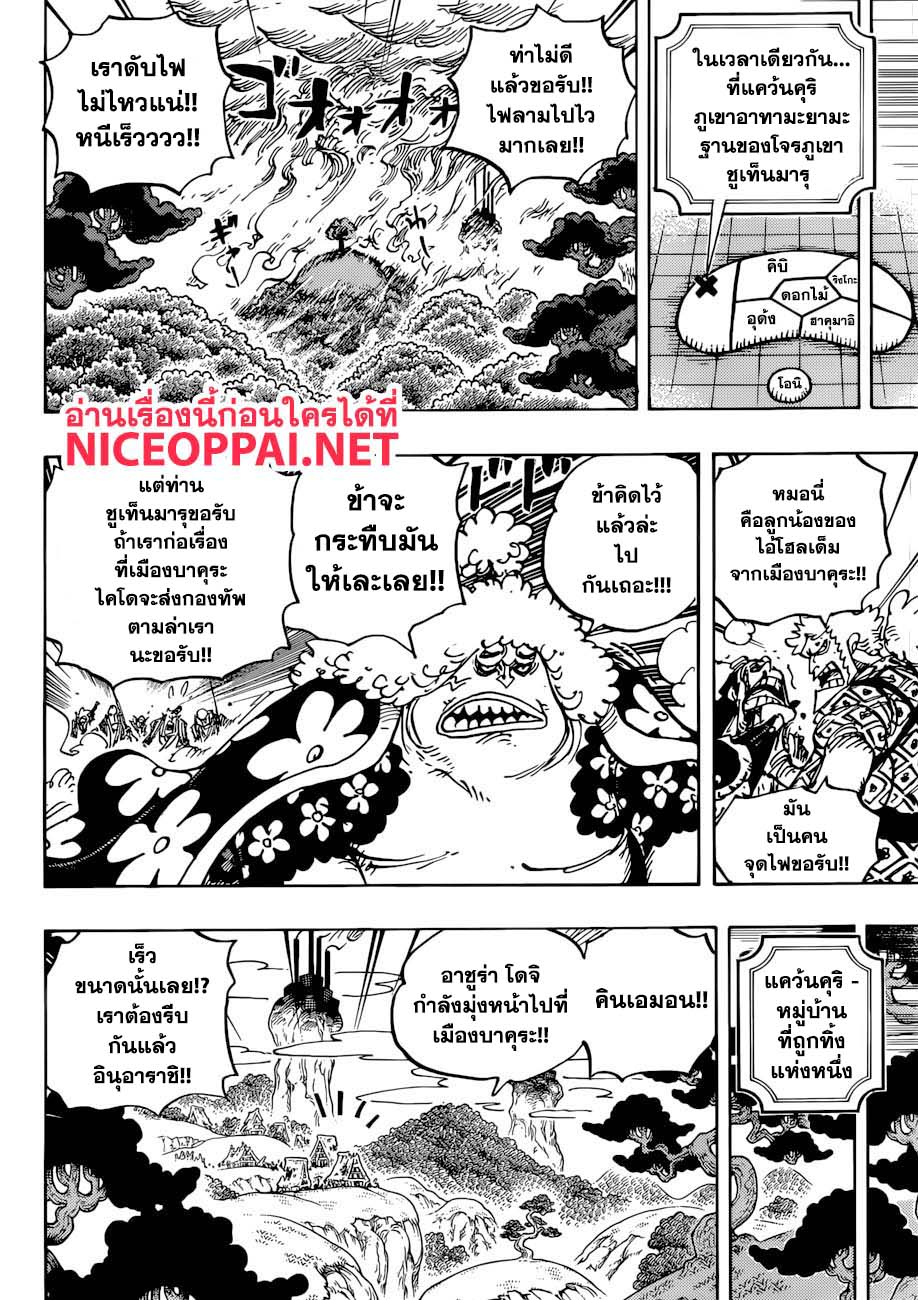 ในเวลาเดียวกัน...
ที่แคว้นคุริ
ภูเขาอาทามะยามะ
ฐานของโจรภูเขา
ชูเท็นมารุ
คิบิ
ริงโกะ
ดอกไม้
อุด้ง
ฮาคุมาอิ
โอนิ
ท่าไม่ดี
แล้วขอรับ!!
ไฟลามไปไว
มากเลย!!
เราดับไฟ
ไม่ไหวแน่!!
หนีเร็วววว!!
ゴオォオォ
อ่านเรื่องนี้ก่อนใครได้ที่
NICEOPPAI.NET
หมอนี่
คือลูกน้องของ
ไอ้โฮลเด็ม
จากเมืองบาคุระ!!
มัน
เป็นคน
จุดไฟขอรับ!!
ข้าคิดไว้
แล้วล่ะ
ไป
กันเถอะ!!!
ข้าจะ
กระทืบมัน
ให้เละเลย!!
แต่ท่าน
ชูเท็นมารุขอรับ
ถ้าเราก่อเรื่อง
ที่เมืองบาคุระ
ไคโดจะส่งกองทัพ
ตามล่าเรา
นะขอรับ!!
แคว้นคุริ -
หมู่บ้าน
ที่ถูกทิ้ง
แห่งหนึ่ง
คินเอมอน!!
อาชูร่า โดจิ
กำลังมุ่งหน้าไปที่
เมืองบาคุระ!!
เร็ว
ขนาดนั้นเลย!?
เราต้องรีบ
กันแล้ว
อินุอาราชิ!!